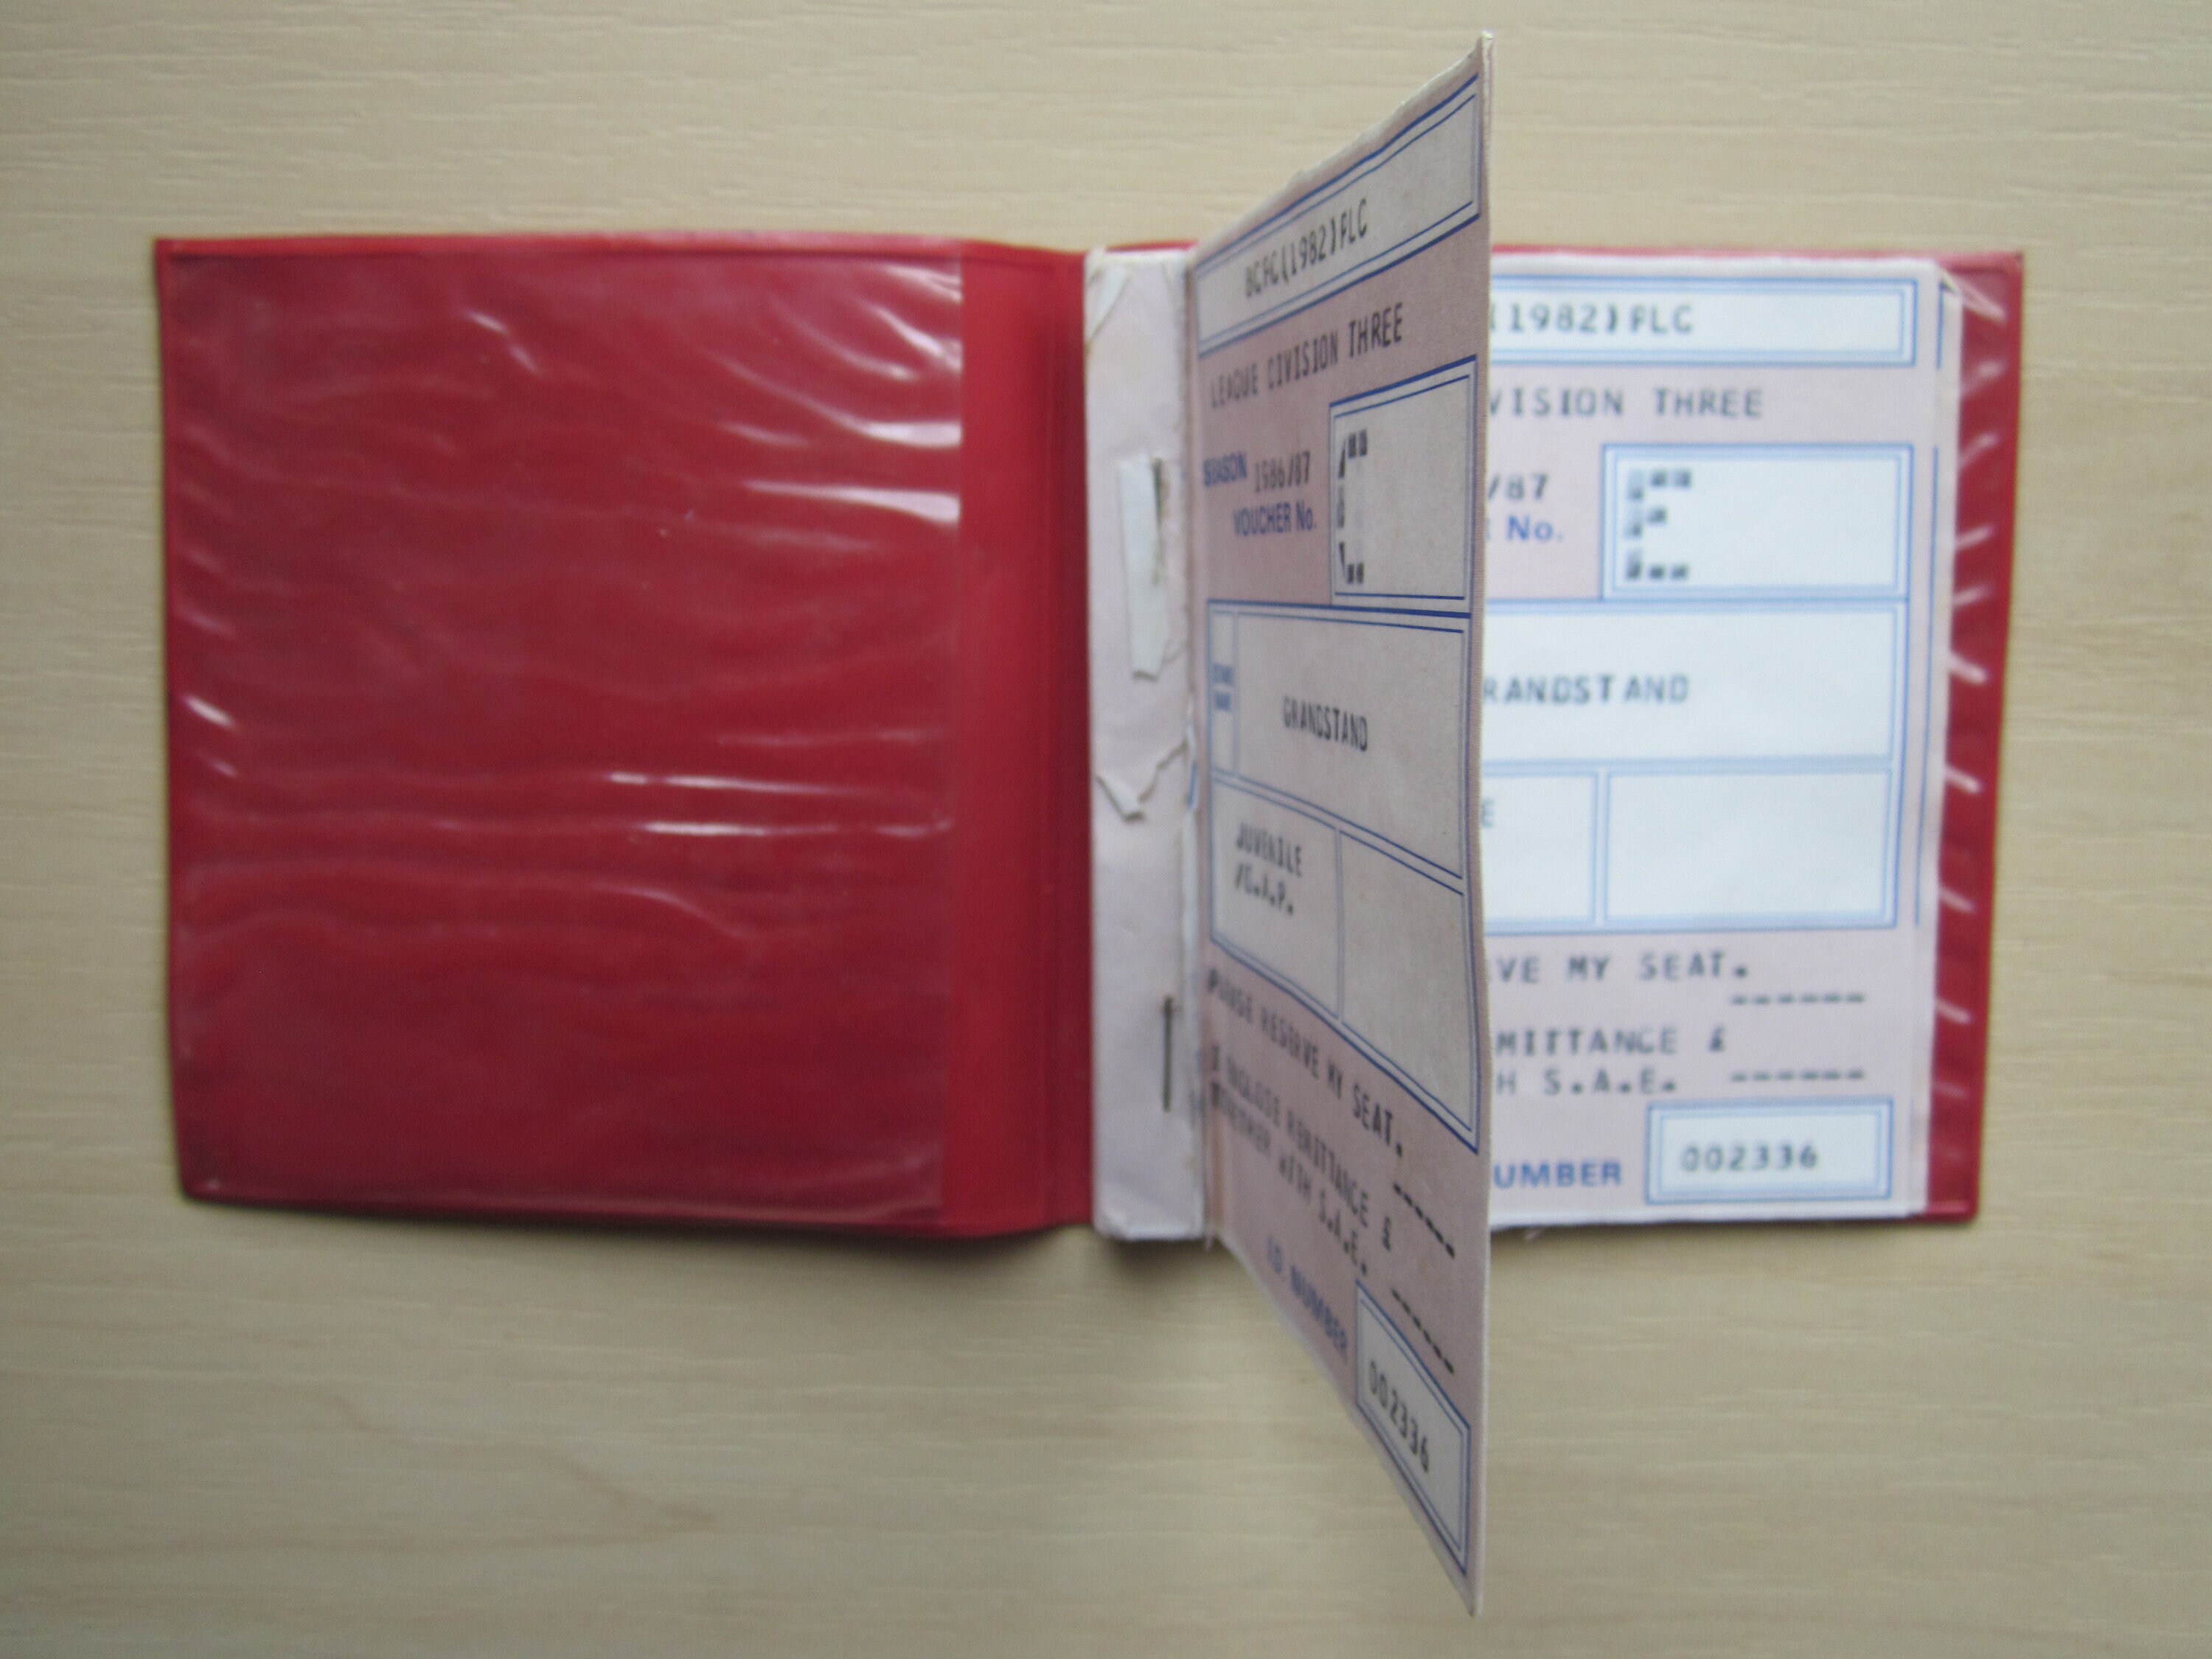 BCFC(1982)PLC
LEAGUE DIVISION THREE
SEASON 1986/87
VOUCHER No.
C
GRANDSTAND
JUVENILE
/O.A.P.
PLEASE RESERVE MY SEAT.
------
I ENCLOSE REMITTANCE £
TOGETHER WITH S.A.E. ------
ID NUMBER 002336
(1982)PLC
VISION THREE
/87
No.
E
RANDSTAND
E
VE MY SEAT.
------
MITTANCE £
H S.A.E. ------
UMBER 002336